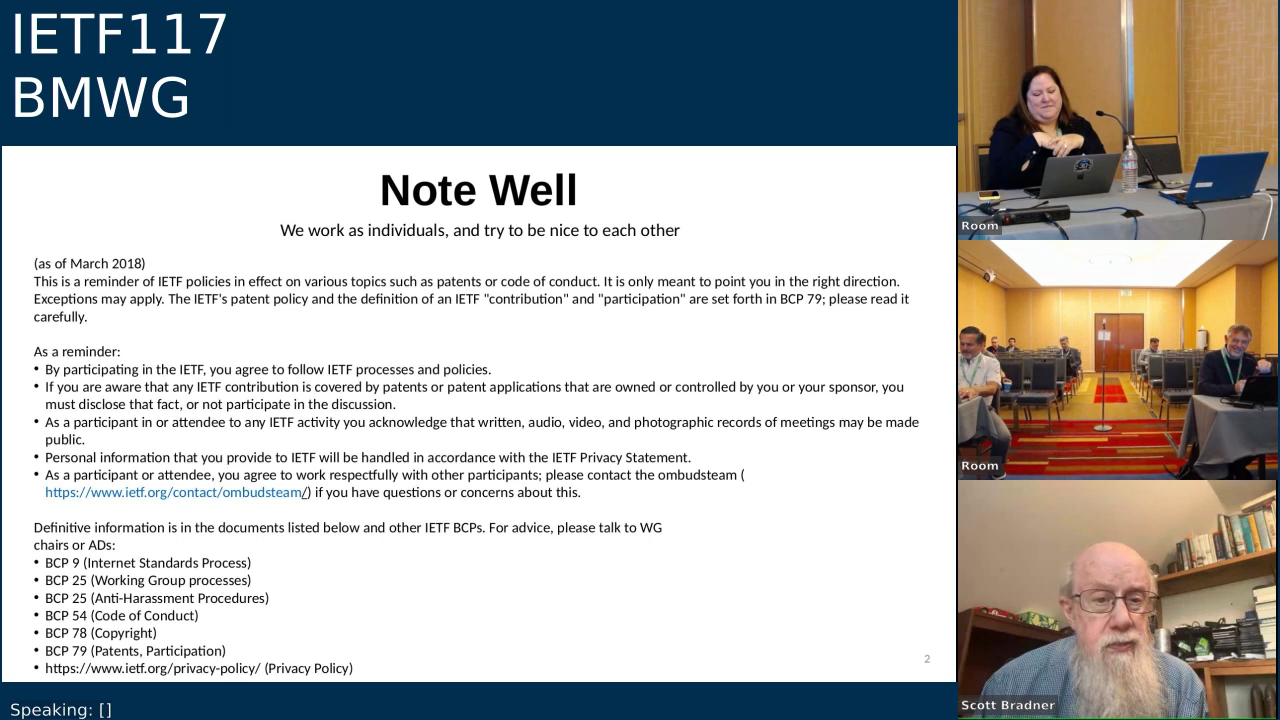 IETF117
BMWG
Note Well
We work as individuals, and try to be nice to each other
(as of March 2018)
This is a reminder of IETF policies in effect on various topics such as patents or code of conduct. It is only meant to point you in the right direction.
Exceptions may apply. The IETF's patent policy and the definition of an IETF "contribution" and "participation" are set forth in BCP 79; please read it
carefully.
As a reminder:
• By participating in the IETF, you agree to follow IETF processes and policies.
• If you are aware that any IETF contribution is covered by patents or patent applications that are owned or controlled by you or your sponsor, you
must disclose that fact, or not participate in the discussion.
• As a participant in or attendee to any IETF activity you acknowledge that written, audio, video, and photographic records of meetings may be made
public.
• Personal information that you provide to IETF will be handled in accordance with the IETF Privacy Statement.
• As a participant or attendee, you agree to work respectfully with other participants; please contact the ombudsteam (
https://www.ietf.org/contact/ombudsteam/) if you have questions or concerns about this.
Definitive information is in the documents listed below and other IETF BCPs. For advice, please talk to WG
chairs or ADs:
• BCP 9 (Internet Standards Process)
• BCP 25 (Working Group processes)
• BCP 25 (Anti-Harassment Procedures)
• BCP 54 (Code of Conduct)
• BCP 78 (Copyright)
• BCP 79 (Patents, Participation)
• https://www.ietf.org/privacy-policy/ (Privacy Policy)
2
Speaking: []
Room
Room
Scott Bradner